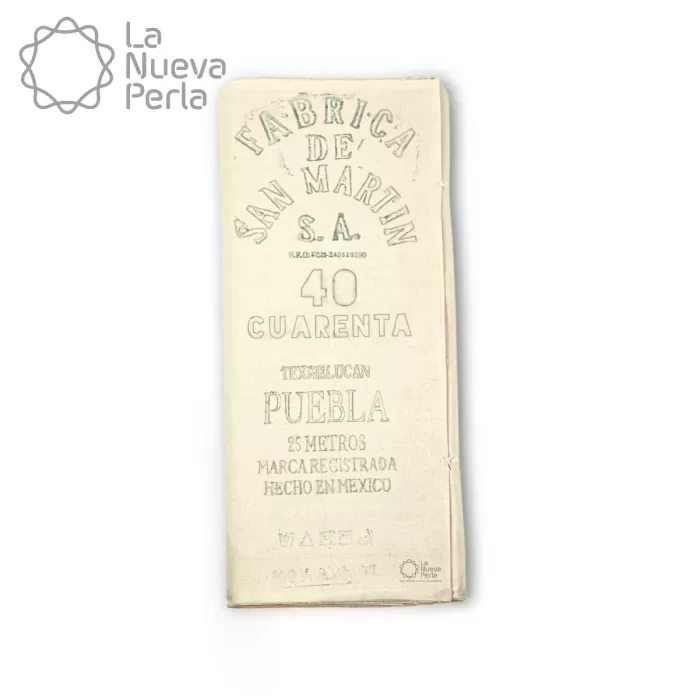 La
Nueva
Perla
FABRICA
DE
SAN MARTIN
S. A.
40
CUARENTA
TEXMELUCAN
PUEBLA
25 METROS
MARCA REGISTRADA
HECHO EN MEXICO
La
Nueva
Perla